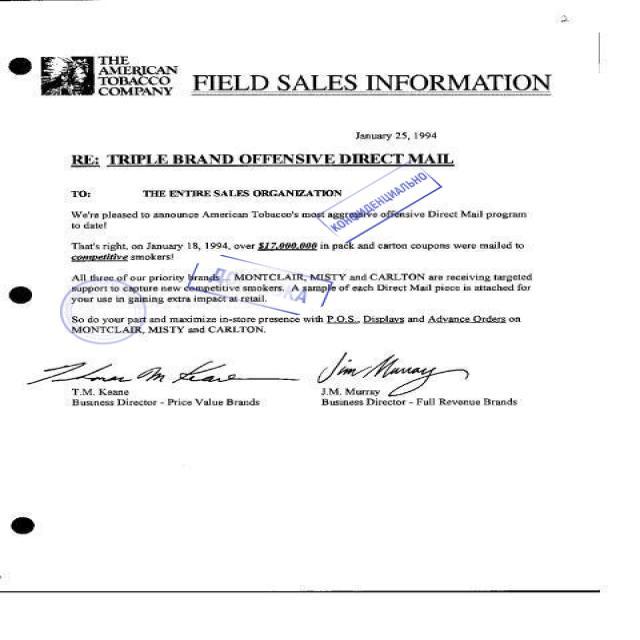 2
THE
AMERICAN
TOBACCO
COMPANY
FIELD SALES INFORMATION
January 25, 1994
RE: TRIPLE BRAND OFFENSIVE DIRECT MAIL
TO: THE ENTIRE SALES ORGANIZATION
КОНФИДЕНЦИАЛЬНО
We're pleased to announce American Tobacco's most aggressive offensive Direct Mail program
to date!
That's right, on January 18, 1994, over $17,000,000 in pack and carton coupons were mailed to
competitive smokers!
All three of our priority brands MONTCLAIR, MISTY and CARLTON are receiving targeted
support to capture new competitive smokers. A sample of each Direct Mail piece is attached for
your use in gaining extra impact at retail.
So do your part and maximize in-store presence with P.O.S., Displays and Advance Orders on
MONTCLAIR, MISTY and CARLTON.
Thomas M Keane
Jim Murray
T.M. Keane
J.M. Murray
Business Director - Price Value Brands
Business Director - Full Revenue Brands